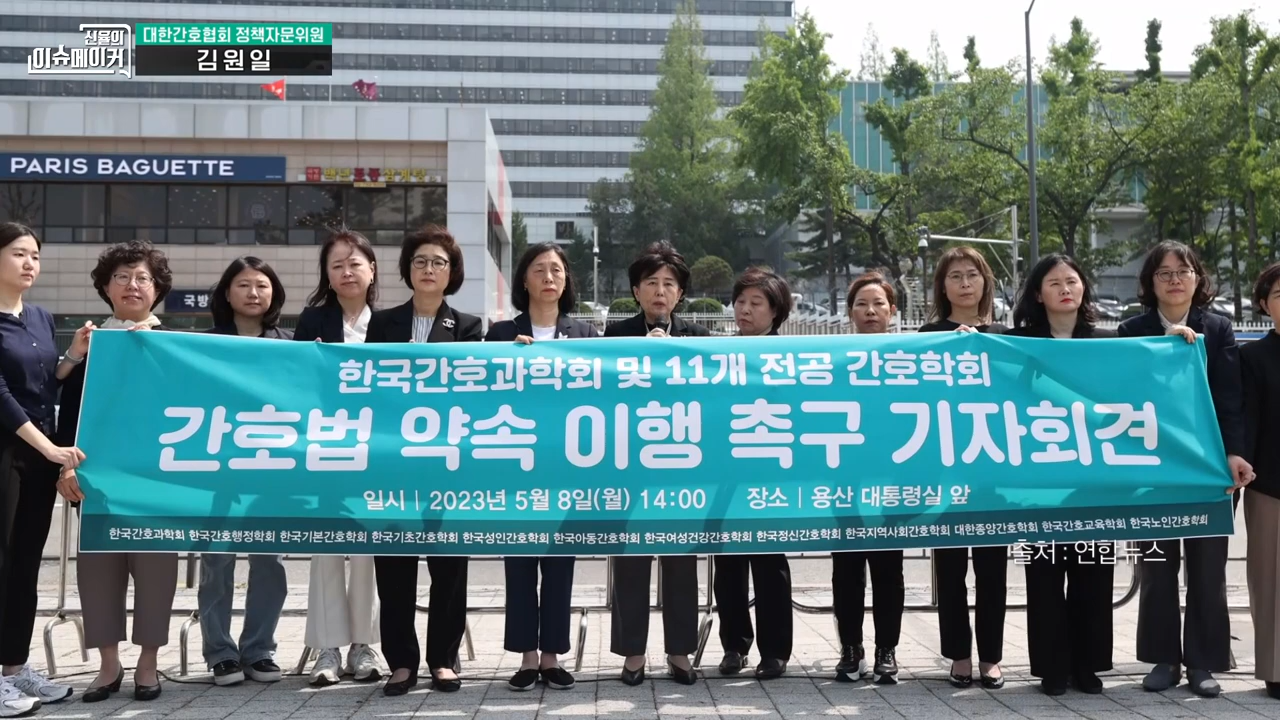 신율의
이슈메이커
대한간호협회 정책자문위원
김원일
PARIS BAGUETTE
삼계탕
국방
한국간호과학회 및 11개 전공 간호학회
간호법 약속 이행 촉구 기자회견
일시 | 2023년 5월 8일(월) 14:00 장소 | 용산 대통령실 앞
한국간호과학회 한국간호행정학회 한국기본간호학회 한국기초간호학회 한국성인간호학회 한국아동간호학회 한국여성건강간호학회 한국정신간호학회 한국지역사회간호학회 대한종양간호학회 한국간호교육학회 한국노인간호학회
출처 : 연합뉴스